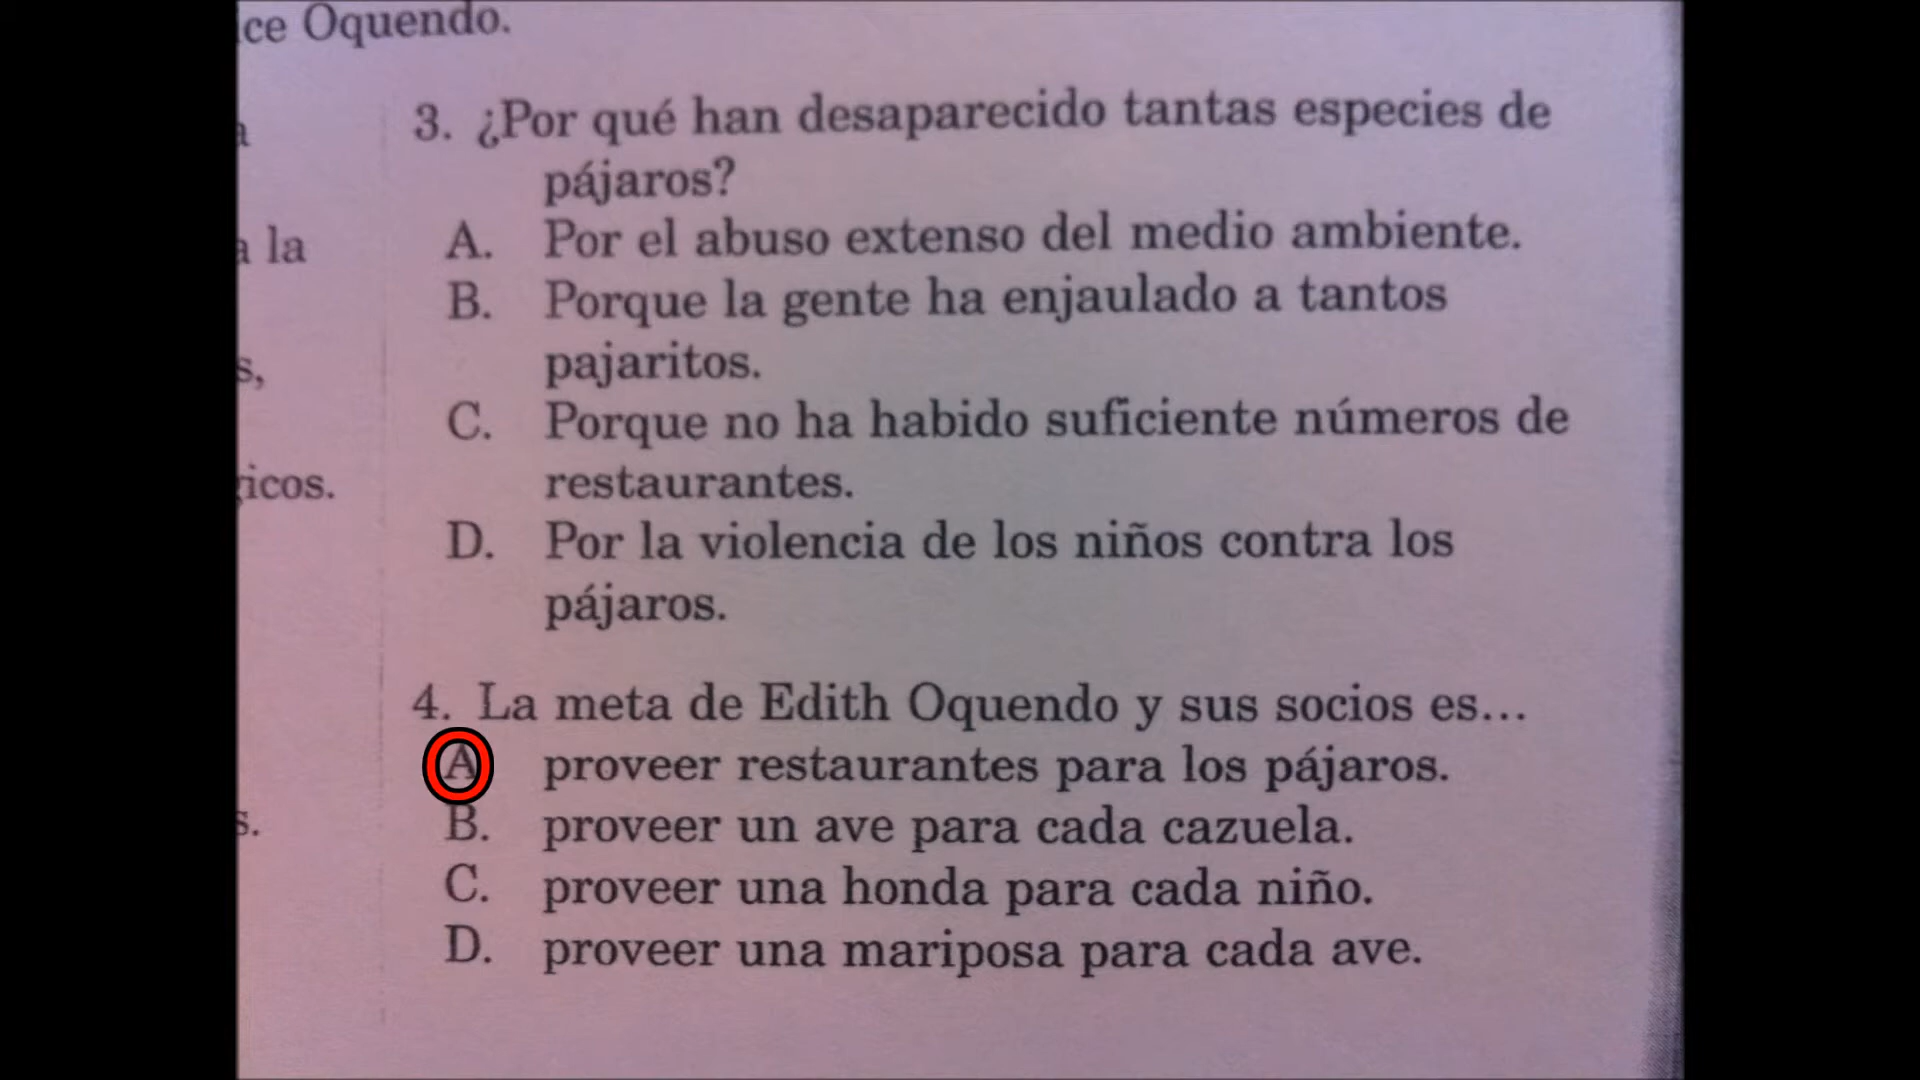 ce Oquendo.
a la
s,
icos.
s.
3. ¿Por qué han desaparecido tantas especies de
pájaros?
A. Por el abuso extenso del medio ambiente.
B. Porque la gente ha enjaulado a tantos
pajaritos.
C. Porque no ha habido suficiente números de
restaurantes.
D. Por la violencia de los niños contra los
pájaros.
4. La meta de Edith Oquendo y sus socios es...
A proveer restaurantes para los pájaros.
B. proveer un ave para cada cazuela.
C. proveer una honda para cada niño.
D. proveer una mariposa para cada ave.